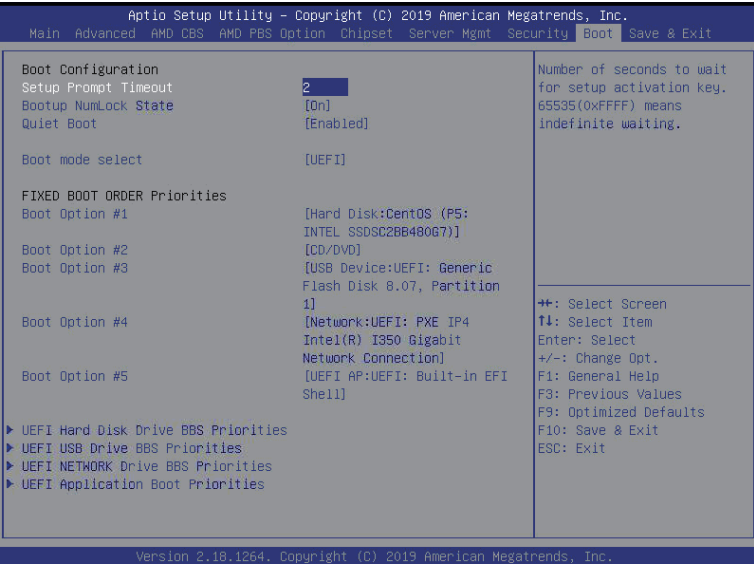 Aptio Setup Utility – Copyright (C) 2019 American Megatrends, Inc.
Main Advanced AMD CBS AMD PBS Option Chipset Server Mgmt Security Boot Save & Exit
Boot Configuration
Setup Prompt Timeout 2
Bootup NumLock State [On]
Quiet Boot [Enabled]
Boot mode select [UEFI]
FIXED BOOT ORDER Priorities
Boot Option #1 [Hard Disk:CentOS (P5:
INTEL SSDSC2BB480G7)]
Boot Option #2 [CD/DVD]
Boot Option #3 [USB Device:UEFI: Generic
Flash Disk 8.07, Partition
1]
Boot Option #4 [Network:UEFI: PXE IP4
Intel(R) I350 Gigabit
Network Connection]
Boot Option #5 [UEFI AP:UEFI: Built-in EFI
Shell]
UEFI Hard Disk Drive BBS Priorities
UEFI USB Drive BBS Priorities
UEFI NETWORK Drive BBS Priorities
UEFI Application Boot Priorities
Number of seconds to wait
for setup activation key.
65535(0xFFFF) means
indefinite waiting.
→←: Select Screen
↑↓: Select Item
Enter: Select
+/-: Change Opt.
F1: General Help
F3: Previous Values
F9: Optimized Defaults
F10: Save & Exit
ESC: Exit
Version 2.18.1264. Copyright (C) 2019 American Megatrends, Inc.